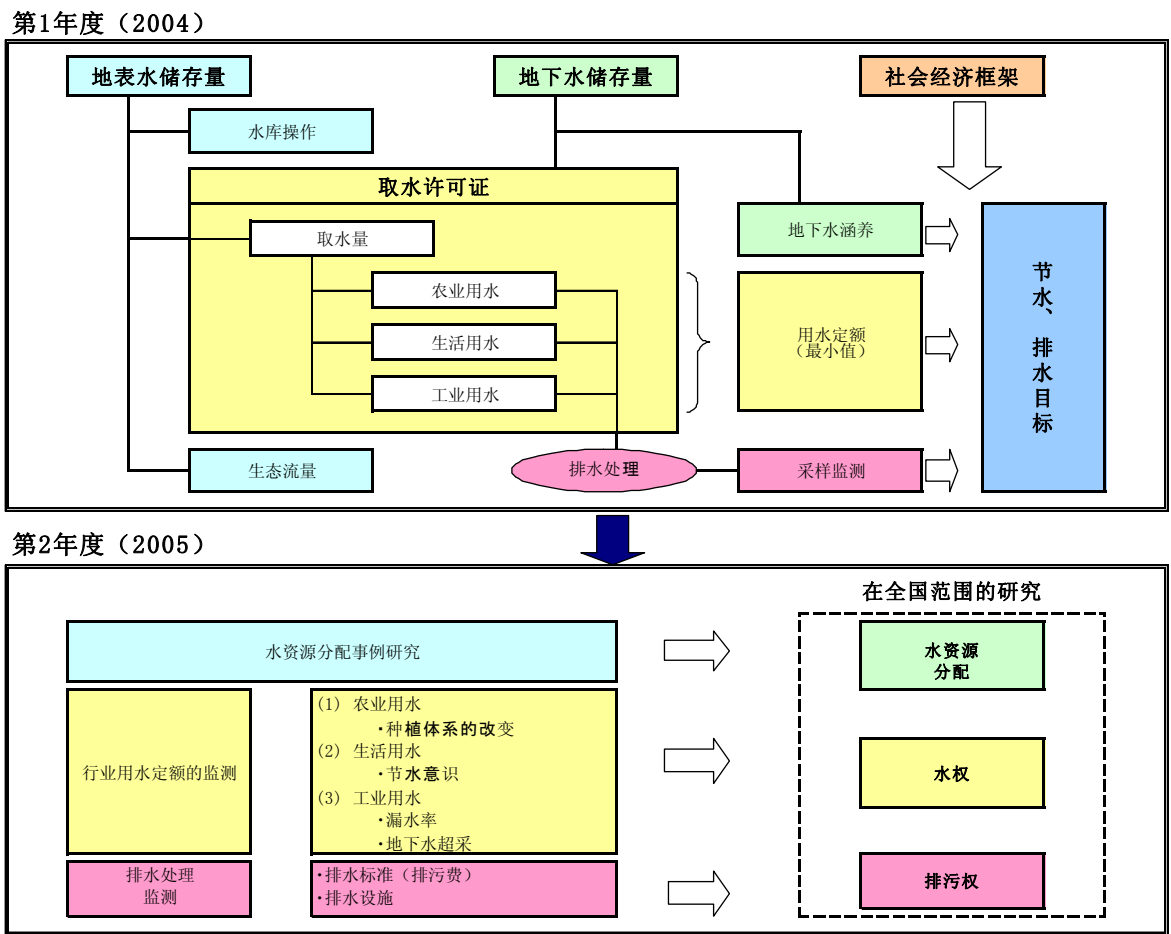 第1年度（2004）
地表水储存量
地下水储存量
社会经济框架
水库操作
取水许可证
取水量
农业用水
生活用水
工业用水
地下水涵养
用水定额
（最小值）
节水、排水目标
生态流量
排水处理
采样监测
第2年度（2005）
在全国范围的研究
水资源分配事例研究
水资源
分配
行业用水定额的监测
(1) 农业用水
·种植体系的改变
(2) 生活用水
·节水意识
(3) 工业用水
·漏水率
·地下水超采
水权
排水处理
监测
·排水标准（排污费）
·排水设施
排污权